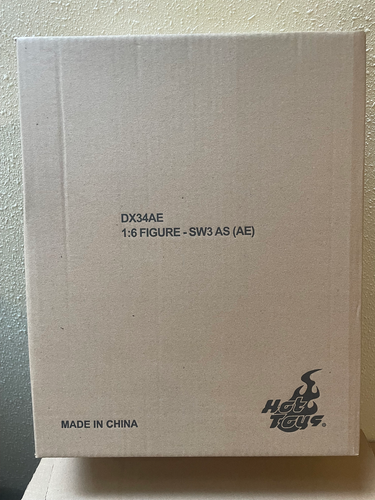 DX34AE
1:6 FIGURE - SW3 AS (AE)
MADE IN CHINA
Hot
Toys®